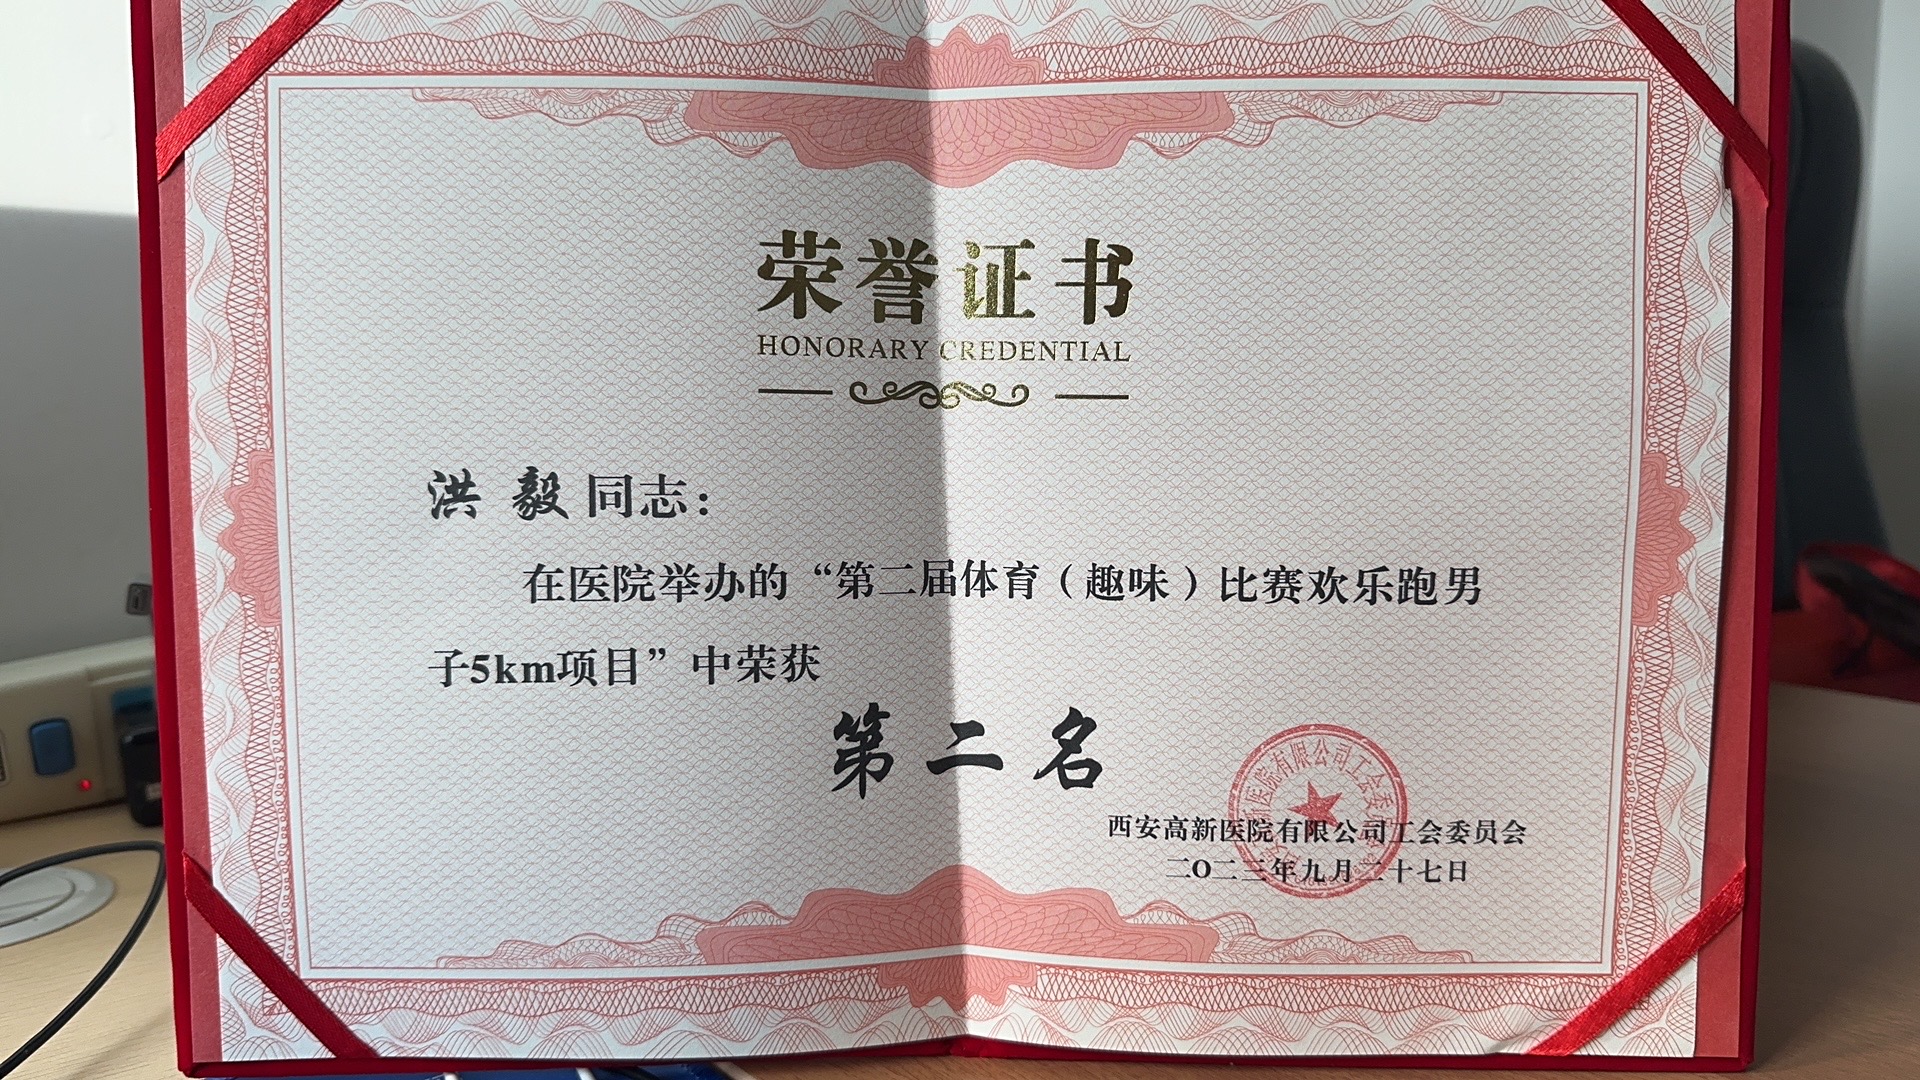 荣誉证书
HONORARY CREDENTIAL
洪 毅 同志：
在医院举办的“第二届体育（趣味）比赛欢乐跑男
子5km项目”中荣获
第二名
西安高新医院有限公司工会委员会
二〇二三年九月二十七日